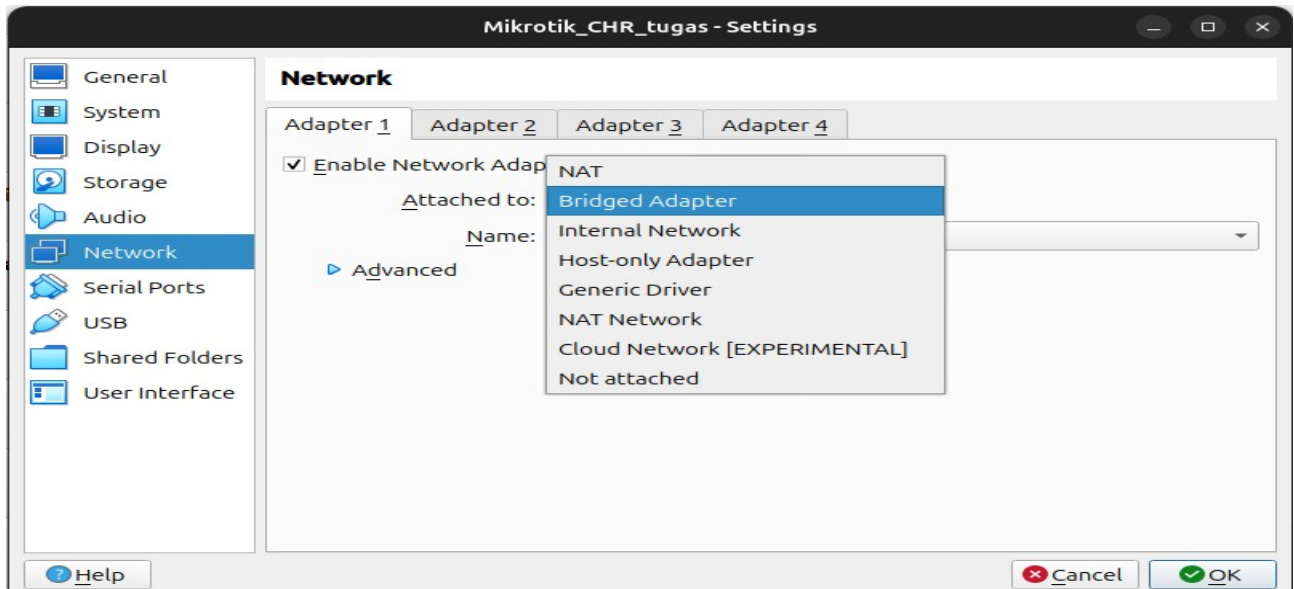 Mikrotik_CHR_tugas - Settings
General
System
Display
Storage
Audio
Network
Serial Ports
USB
Shared Folders
User Interface
Network
Adapter 1 Adapter 2 Adapter 3 Adapter 4
Enable Network Adap
Attached to:
Name:
Advanced
NAT
Bridged Adapter
Internal Network
Host-only Adapter
Generic Driver
NAT Network
Cloud Network [EXPERIMENTAL]
Not attached
Help Cancel OK